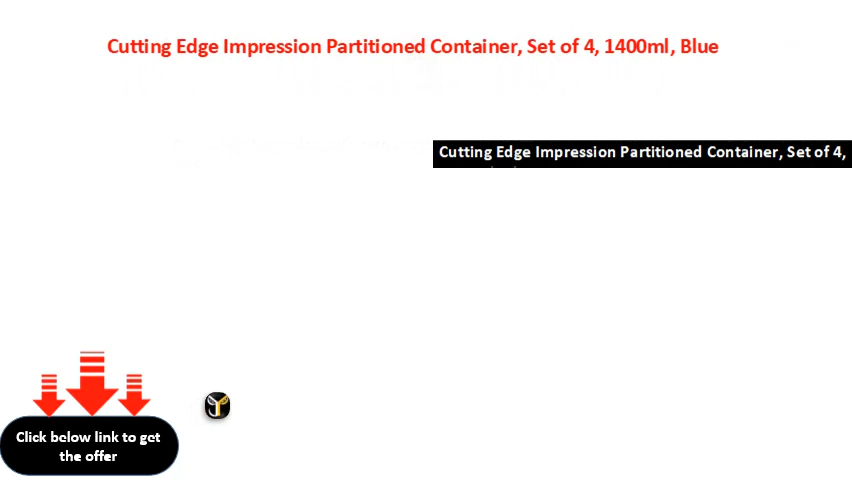 Cutting Edge Impression Partitioned Container, Set of 4, 1400ml, Blue
Cutting Edge Impression Partitioned Container, Set of 4,
Click below link to get
the offer